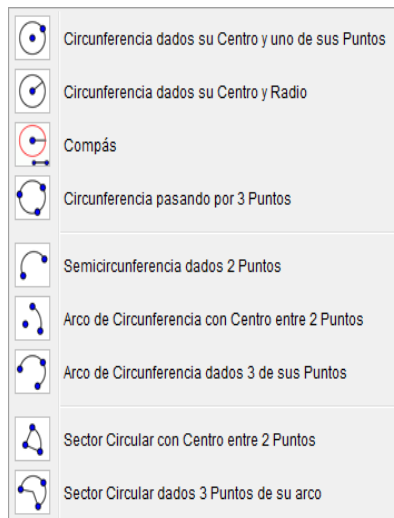 Circunferencia dados su Centro y uno de sus Puntos
Circunferencia dados su Centro y Radio
Compás
Circunferencia pasando por 3 Puntos
Semicircunferencia dados 2 Puntos
Arco de Circunferencia con Centro entre 2 Puntos
Arco de Circunferencia dados 3 de sus Puntos
Sector Circular con Centro entre 2 Puntos
Sector Circular dados 3 Puntos de su arco